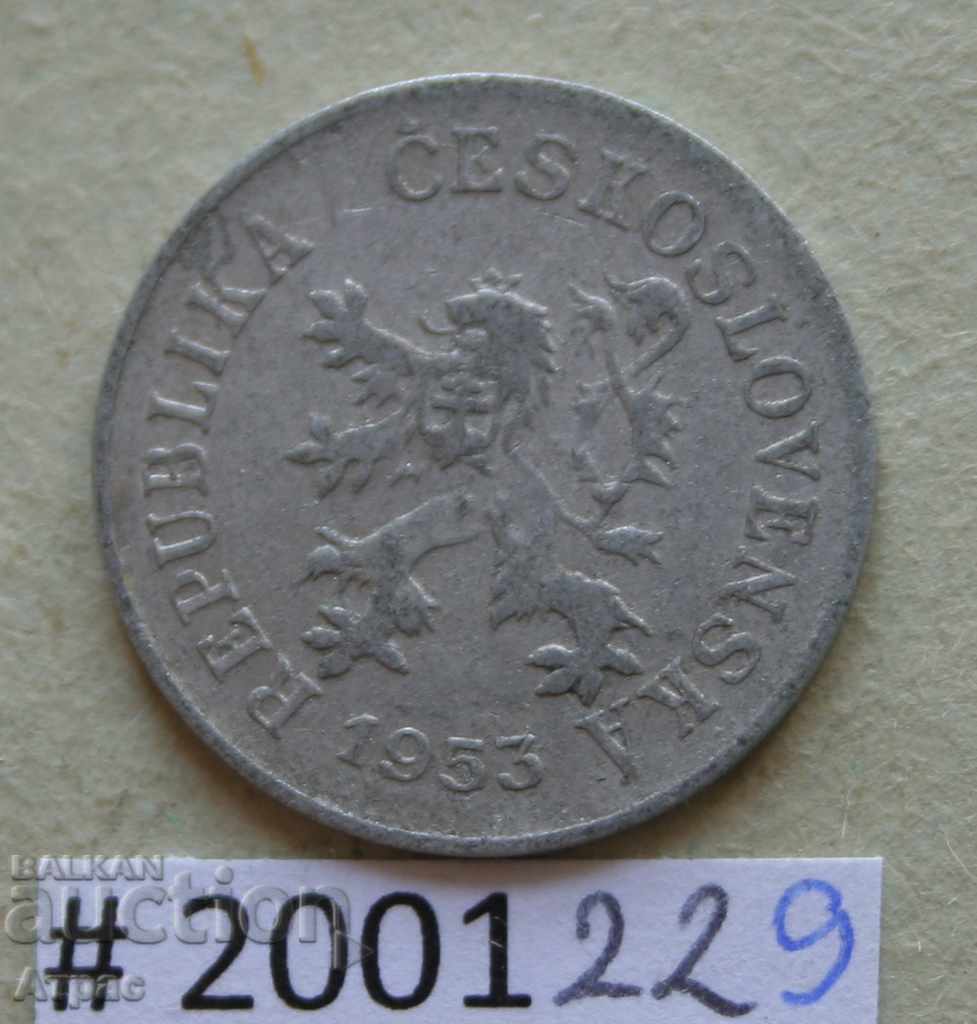 REPUBLIKA ČESKOSLOVENSKÁ
1953
BALKAN
auction
# 2001229
Атрас